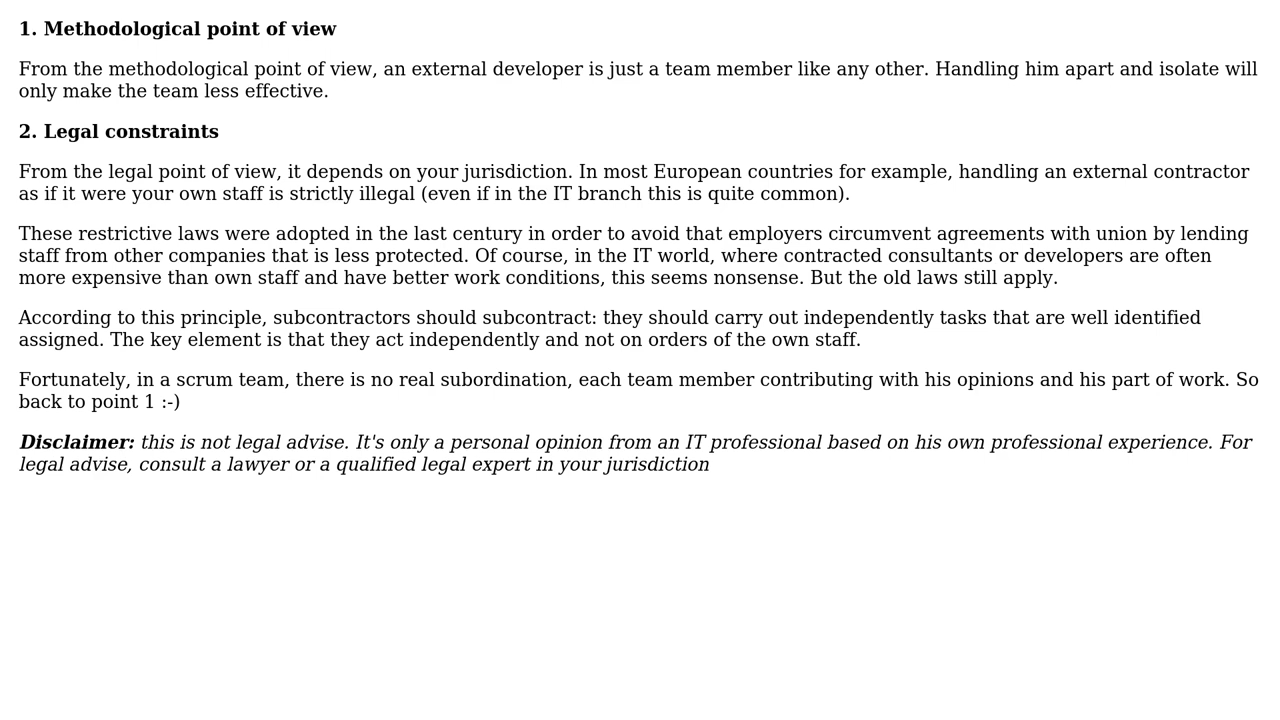 1. Methodological point of view
From the methodological point of view, an external developer is just a team member like any other. Handling him apart and isolate will
only make the team less effective.
2. Legal constraints
From the legal point of view, it depends on your jurisdiction. In most European countries for example, handling an external contractor
as if it were your own staff is strictly illegal (even if in the IT branch this is quite common).
These restrictive laws were adopted in the last century in order to avoid that employers circumvent agreements with union by lending
staff from other companies that is less protected. Of course, in the IT world, where contracted consultants or developers are often
more expensive than own staff and have better work conditions, this seems nonsense. But the old laws still apply.
According to this principle, subcontractors should subcontract: they should carry out independently tasks that are well identified
assigned. The key element is that they act independently and not on orders of the own staff.
Fortunately, in a scrum team, there is no real subordination, each team member contributing with his opinions and his part of work. So
back to point 1 :-)
Disclaimer: this is not legal advise. It's only a personal opinion from an IT professional based on his own professional experience. For
legal advise, consult a lawyer or a qualified legal expert in your jurisdiction